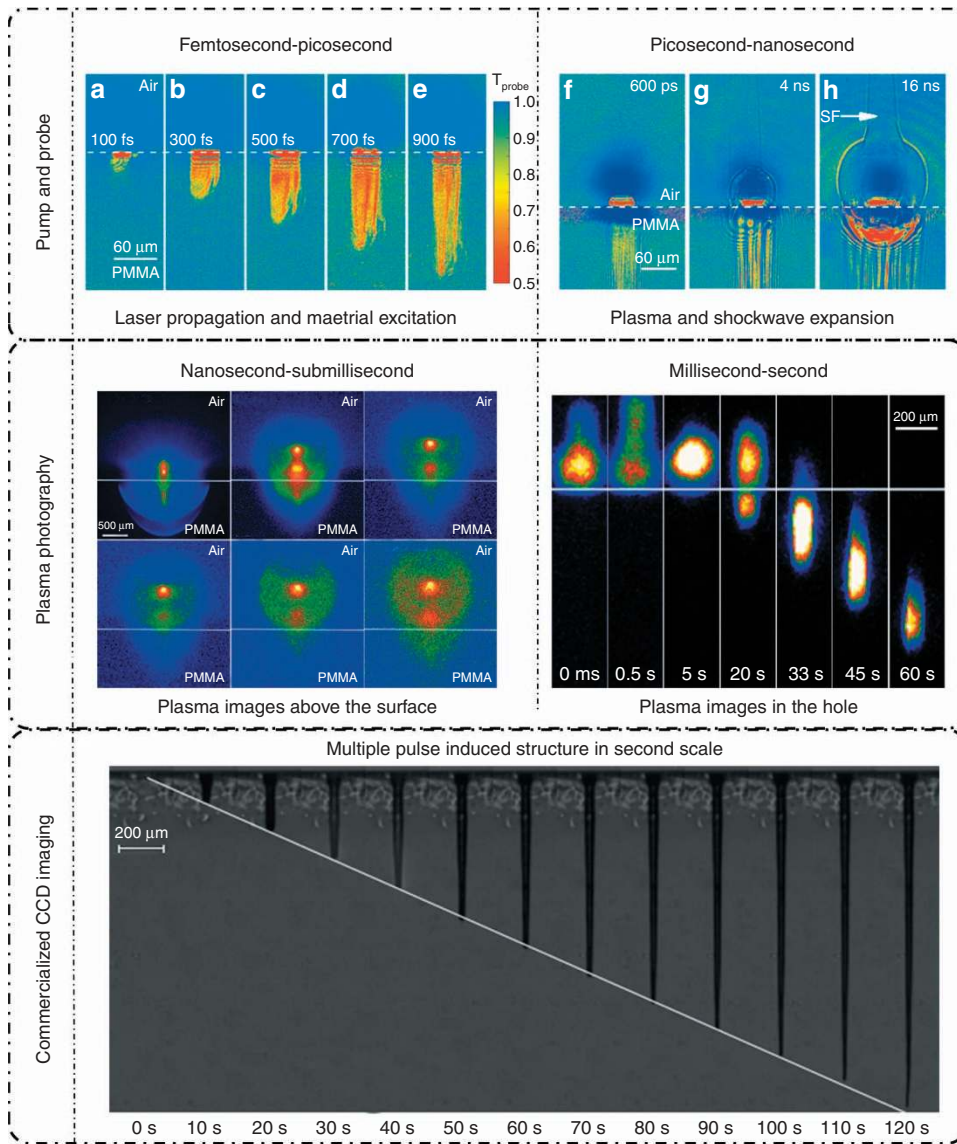 Femtosecond-picosecond
Picosecond-nanosecond
Pump and probe
a Air b c d e
T_probe
100 fs 300 fs 500 fs 700 fs 900 fs
1.0
0.9
0.8
0.7
0.6
0.5
60 μm
PMMA
f 600 ps g 4 ns h 16 ns
SF
Air
PMMA
60 μm
Laser propagation and maetrial excitation
Plasma and shockwave expansion
Plasma photography
Nanosecond-submillisecond
Millisecond-second
Air Air Air
500 μm PMMA PMMA PMMA
Air Air Air
PMMA PMMA PMMA
200 μm
0 ms 0.5 s 5 s 20 s 33 s 45 s 60 s
Plasma images above the surface
Plasma images in the hole
Commercialized CCD imaging
Multiple pulse induced structure in second scale
200 μm
0 s 10 s 20 s 30 s 40 s 50 s 60 s 70 s 80 s 90 s 100 s 110 s 120 s